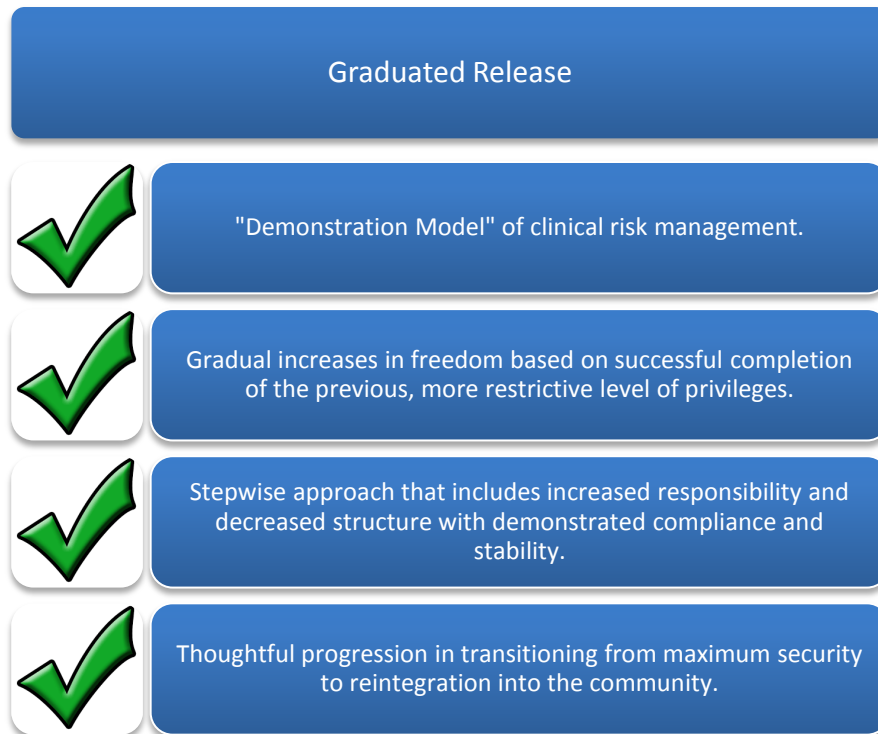 Graduated Release
"Demonstration Model" of clinical risk management.
Gradual increases in freedom based on successful completion
of the previous, more restrictive level of privileges.
Stepwise approach that includes increased responsibility and
decreased structure with demonstrated compliance and
stability.
Thoughtful progression in transitioning from maximum security
to reintegration into the community.